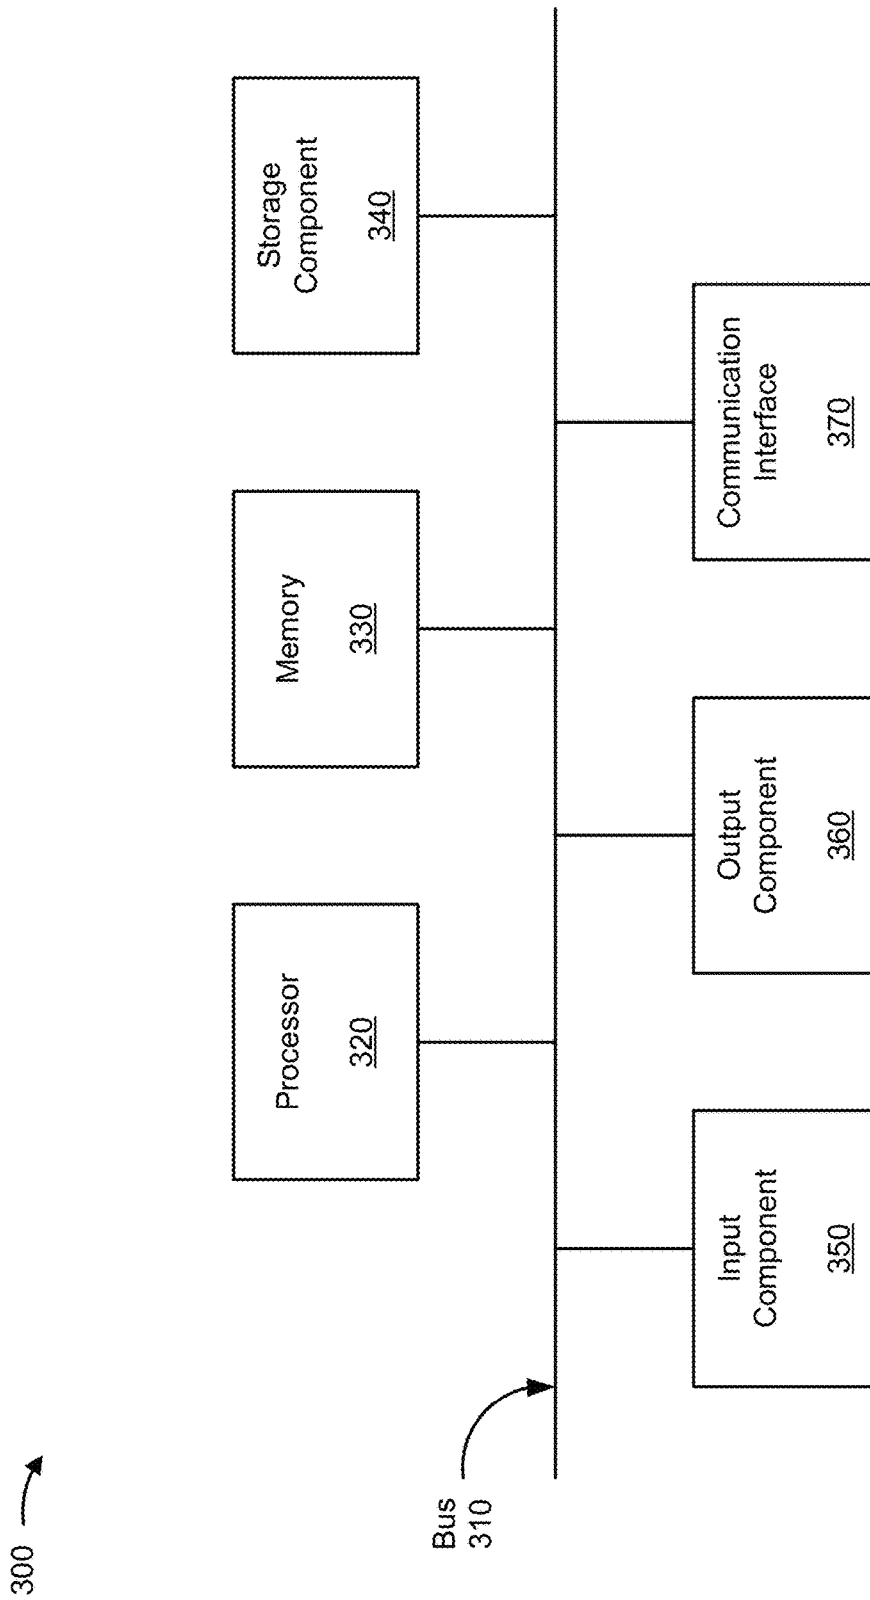 300
Bus
310
Processor
320
Memory
330
Storage
Component
340
Input
Component
350
Output
Component
360
Communication
Interface
370